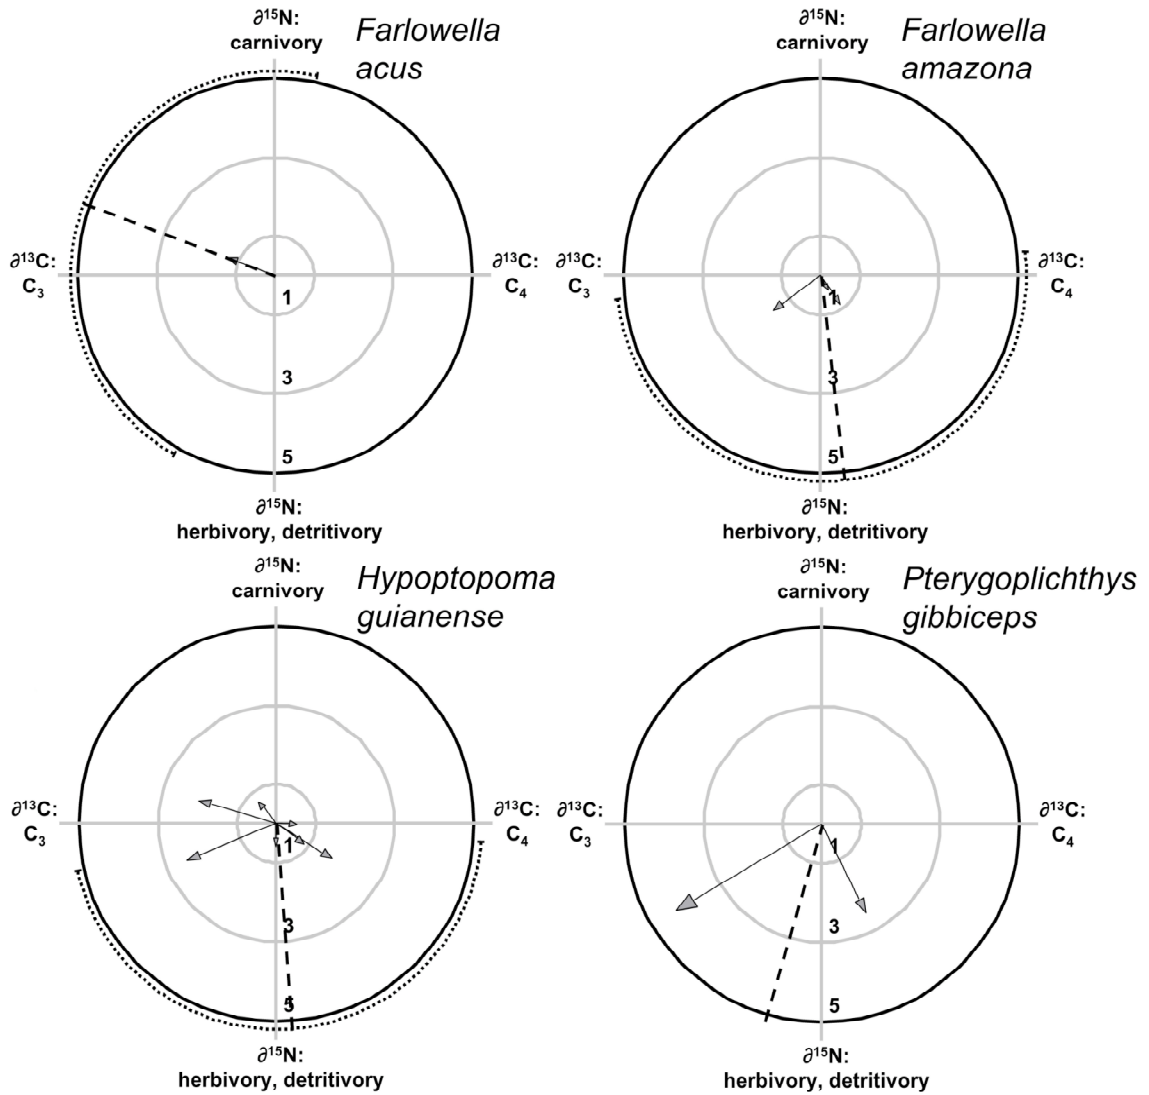 ∂¹⁵N:
carnivory
Farlowella
acus
∂¹³C:
C₃
∂¹³C:
C₄
1
3
5
∂¹⁵N:
herbivory, detritivory
∂¹⁵N:
carnivory
Farlowella
amazona
∂¹³C:
C₃
∂¹³C:
C₄
1
3
5
∂¹⁵N:
herbivory, detritivory
∂¹⁵N:
carnivory
Hypoptopoma
guianense
∂¹³C:
C₃
∂¹³C:
C₄
1
3
5
∂¹⁵N:
herbivory, detritivory
∂¹⁵N:
carnivory
Pterygoplichthys
gibbiceps
∂¹³C:
C₃
∂¹³C:
C₄
1
3
5
∂¹⁵N:
herbivory, detritivory